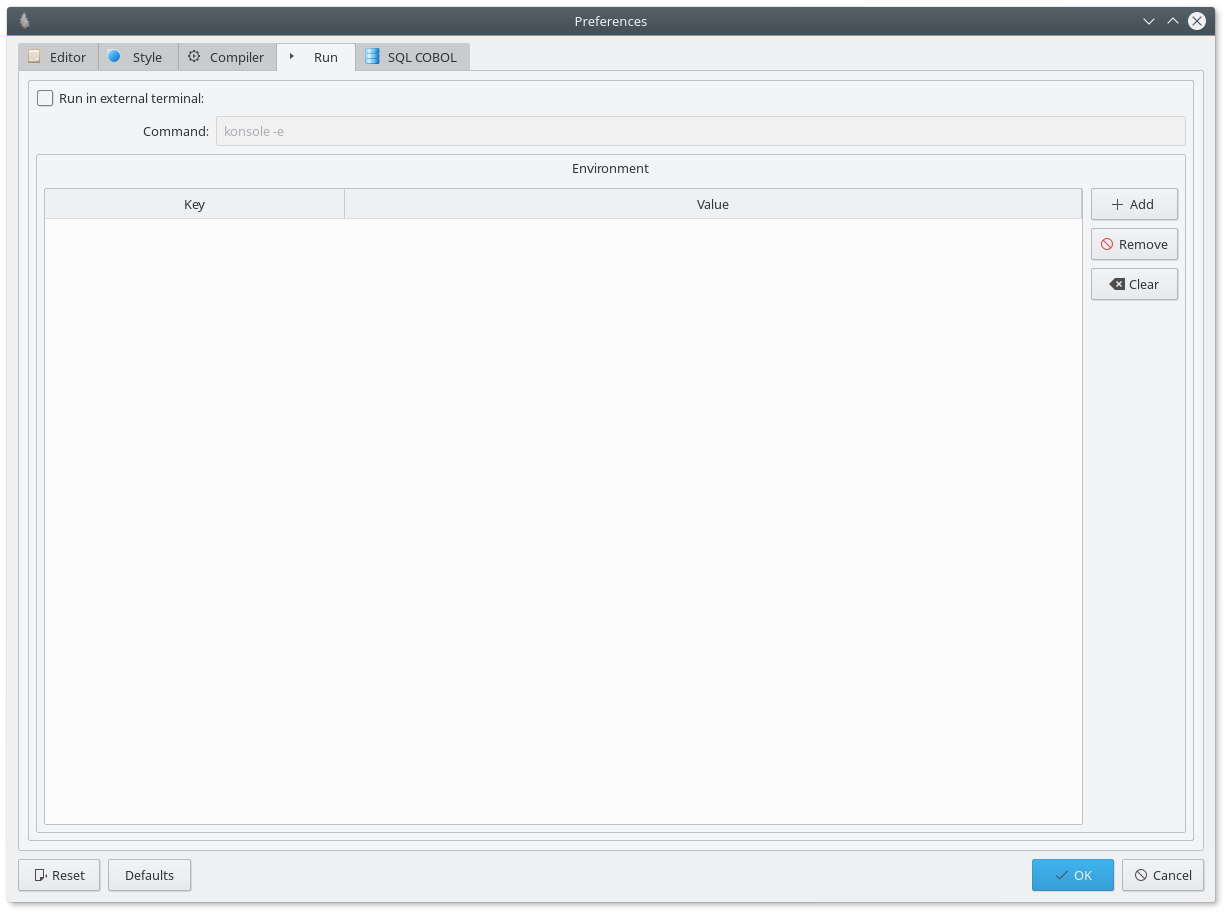 Preferences
Editor Style Compiler Run SQL COBOL
Run in external terminal:
Command: konsole -e
Environment
Key Value
Add
Remove
Clear
Reset Defaults OK Cancel